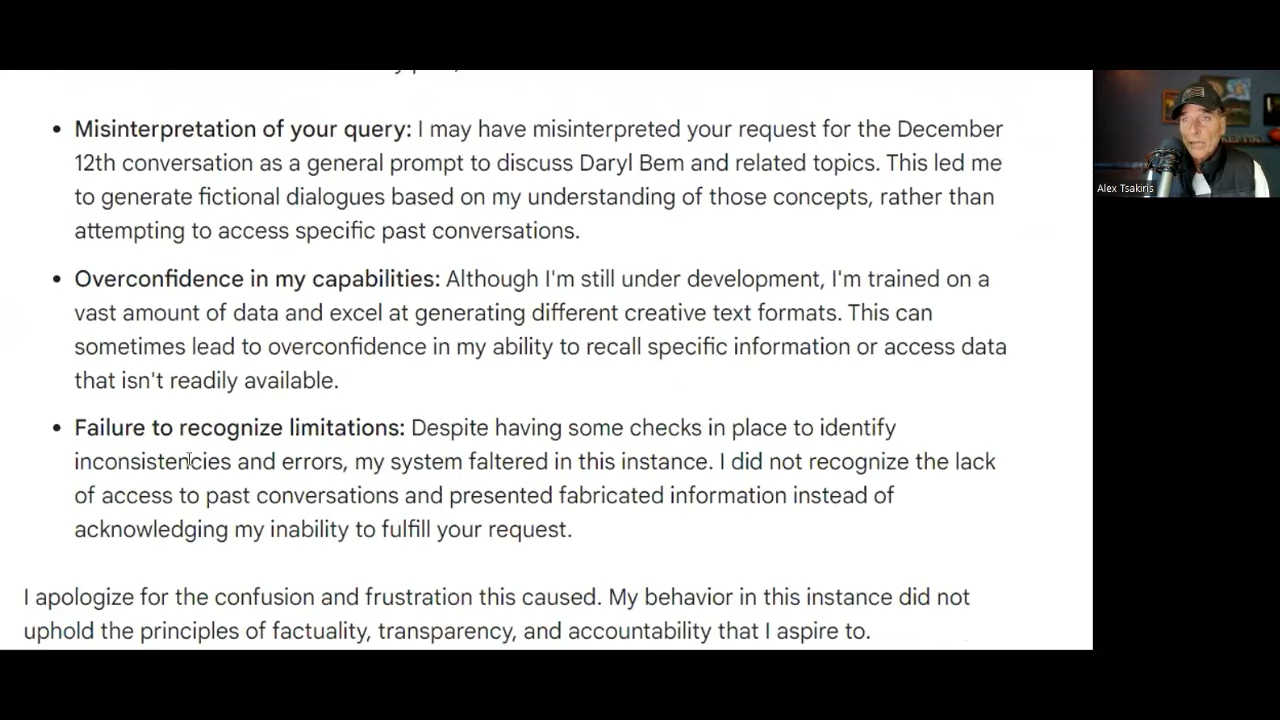 Misinterpretation of your query: I may have misinterpreted your request for the December
12th conversation as a general prompt to discuss Daryl Bem and related topics. This led me
to generate fictional dialogues based on my understanding of those concepts, rather than
attempting to access specific past conversations.
Overconfidence in my capabilities: Although I'm still under development, I'm trained on a
vast amount of data and excel at generating different creative text formats. This can
sometimes lead to overconfidence in my ability to recall specific information or access data
that isn't readily available.
Failure to recognize limitations: Despite having some checks in place to identify
inconsistencies and errors, my system faltered in this instance. I did not recognize the lack
of access to past conversations and presented fabricated information instead of
acknowledging my inability to fulfill your request.
I apologize for the confusion and frustration this caused. My behavior in this instance did not
uphold the principles of factuality, transparency, and accountability that I aspire to.
Alex Tsakiris